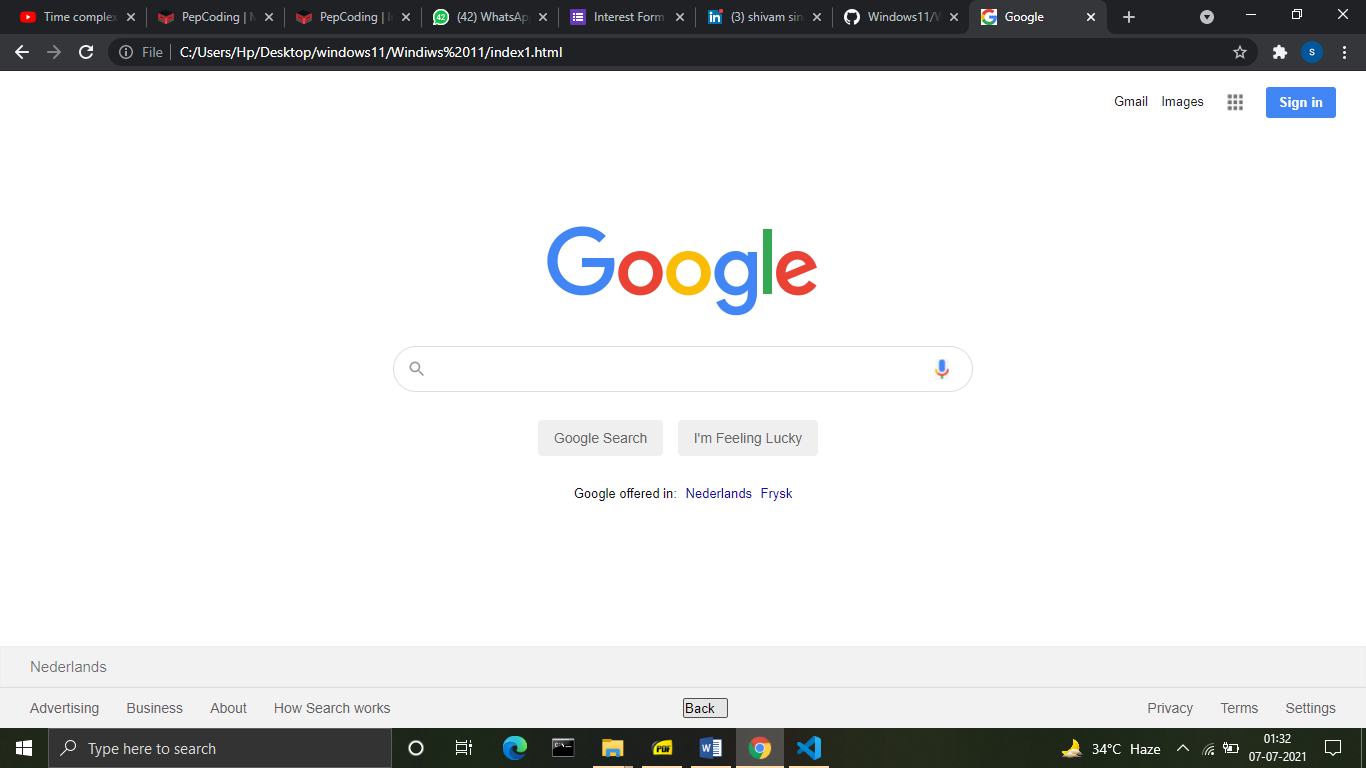 Time complex
PepCoding | M
PepCoding | In
(42) WhatsAp
Interest Form
(3) shivam sin
Windows11/W
Google
File
C:/Users/Hp/Desktop/windows11/Windiws%2011/index1.html
S
Gmail Images
Sign in
Google
Google Search I'm Feeling Lucky
Google offered in: Nederlands Frysk
Nederlands
Advertising Business About How Search works Back Privacy Terms Settings
Type here to search
PDF
34°C Haze
01:32
07-07-2021